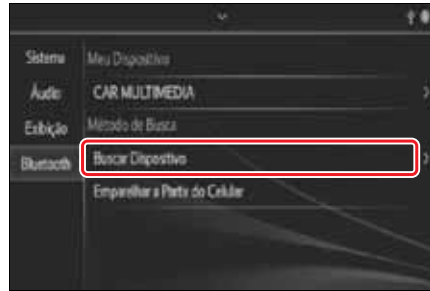 Sistema
Meu Dispositivo
Áudio
CAR MULTIMEDIA
Exibição
Método de Busca
Bluetooth
Buscar Dispositivo
Emparelhar a Partir do Celular